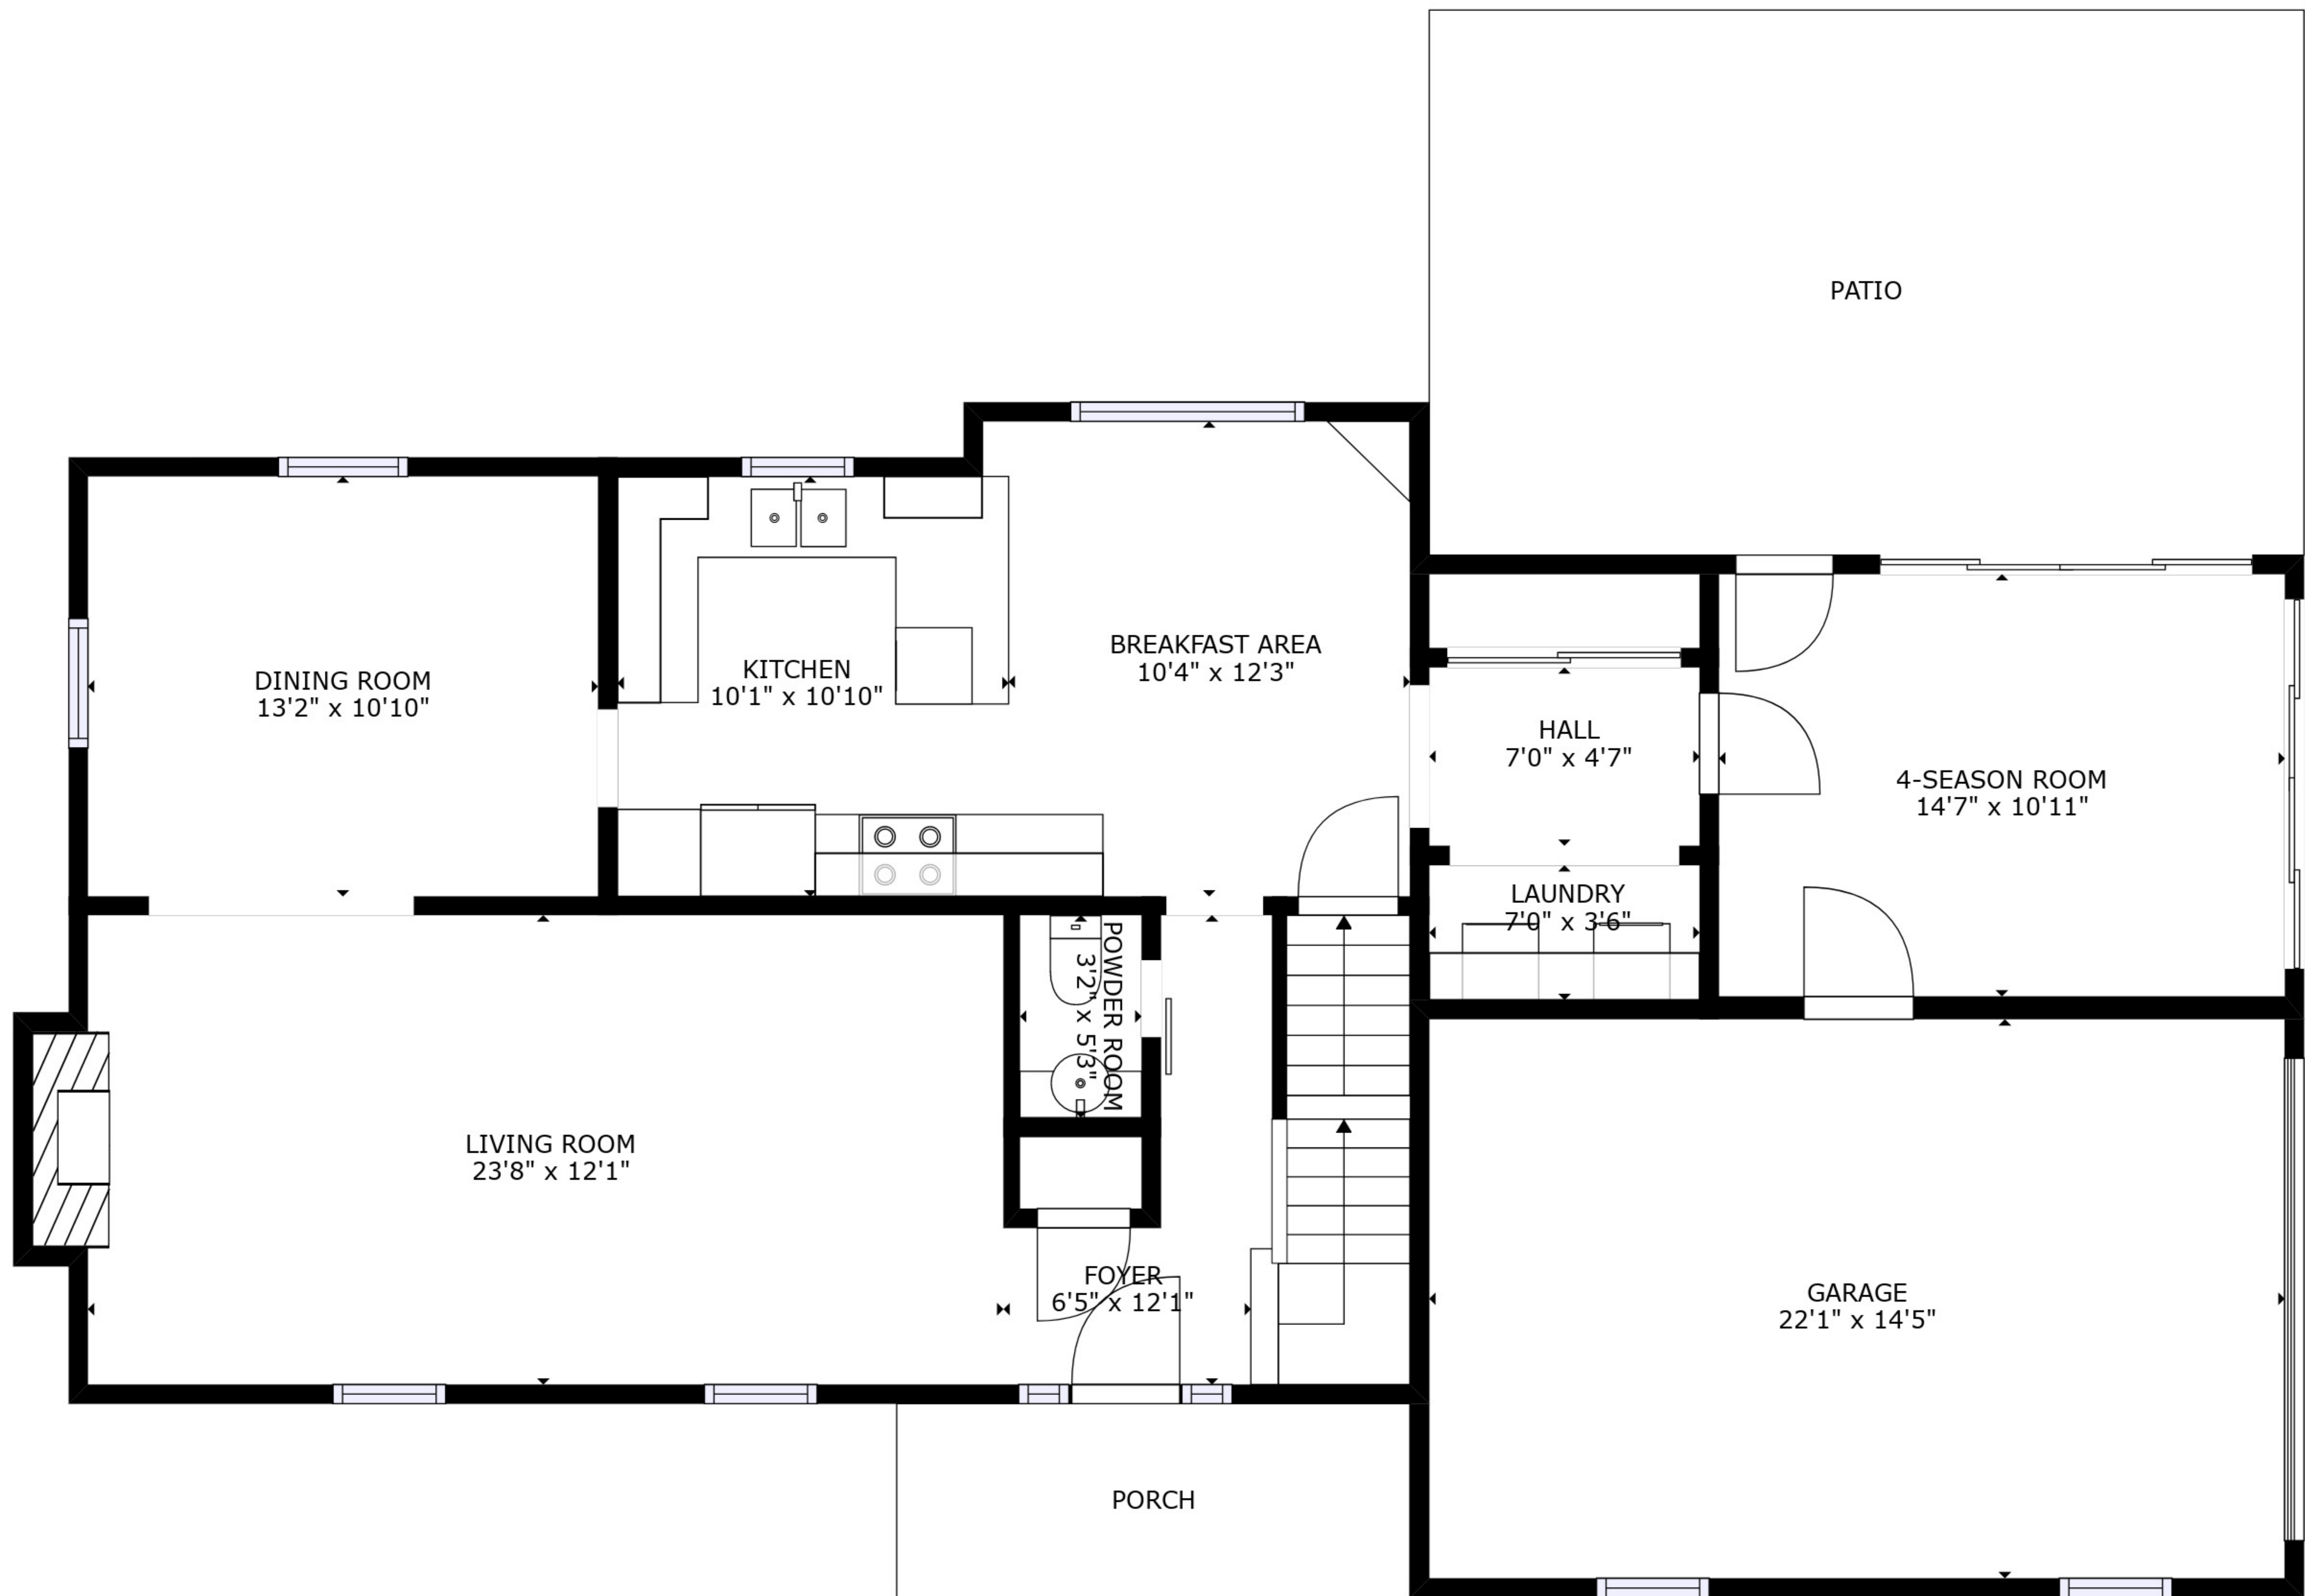 PATIO
BREAKFAST AREA
10'4" x 12'3"
KITCHEN
10'1" x 10'10"
DINING ROOM
13'2" x 10'10"
HALL
7'0" x 4'7"
4-SEASON ROOM
14'7" x 10'11"
LAUNDRY
7'0" x 3'6"
POWDER ROOM
3'2" x 5'3"
LIVING ROOM
23'8" x 12'1"
FOYER
6'5" x 12'1"
GARAGE
22'1" x 14'5"
PORCH